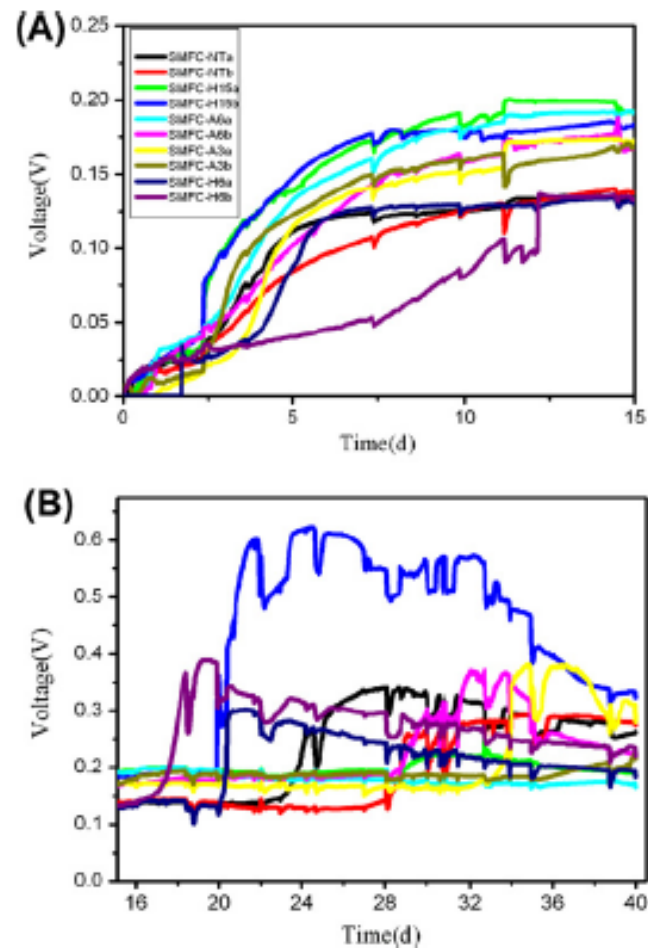 (A)
0.25
0.20
0.15
0.10
0.05
0.00
Voltage(V)
SMFC-NTa
SMFC-NTb
SMFC-H15a
SMFC-H15b
SMFC-A6a
SMFC-A6b
SMFC-A3a
SMFC-A3b
SMFC-H6a
SMFC-H6b
0 5 10 15
Time(d)
(B)
0.6
0.5
0.4
0.3
0.2
0.1
0.0
Voltage(V)
16 20 24 28 32 36 40
Time(d)